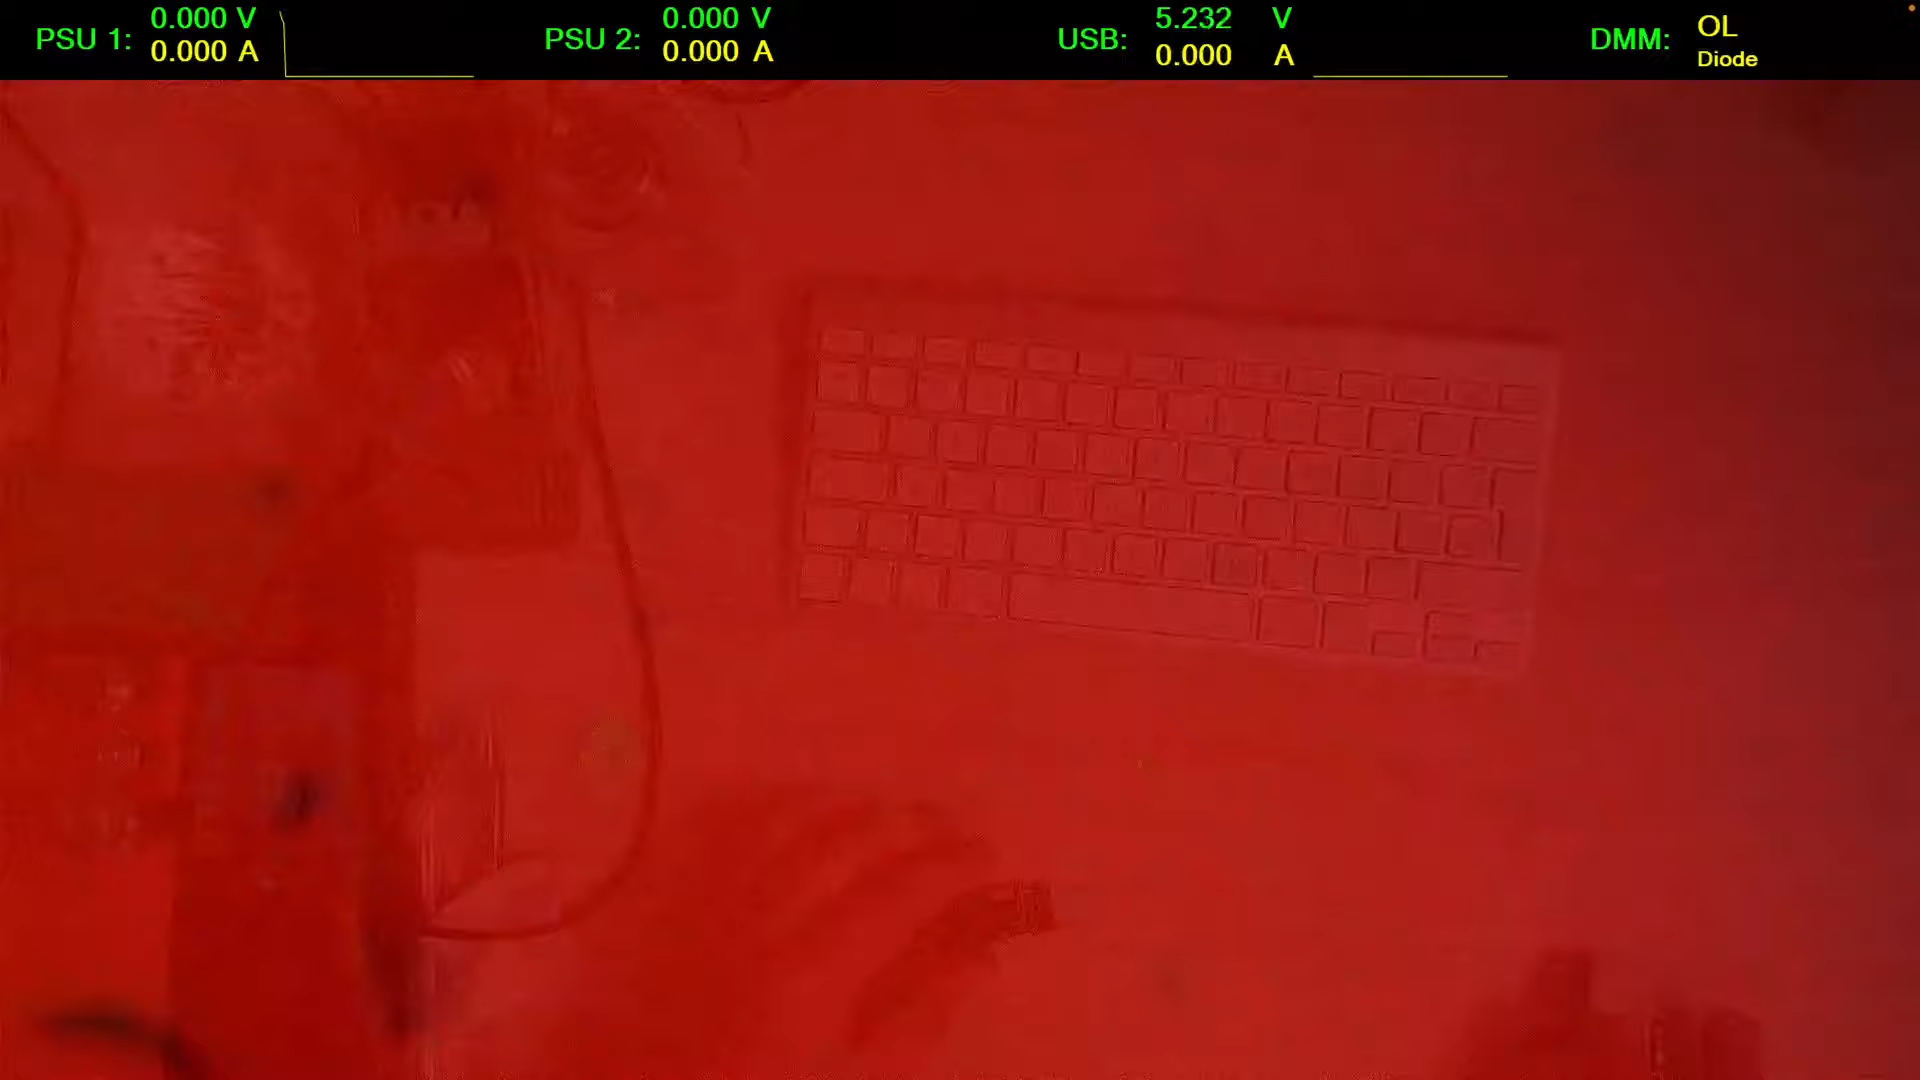 PSU 1: 0.000 V
0.000 A
PSU 2: 0.000 V
0.000 A
USB: 5.232 V
0.000 A
DMM: OL
Diode